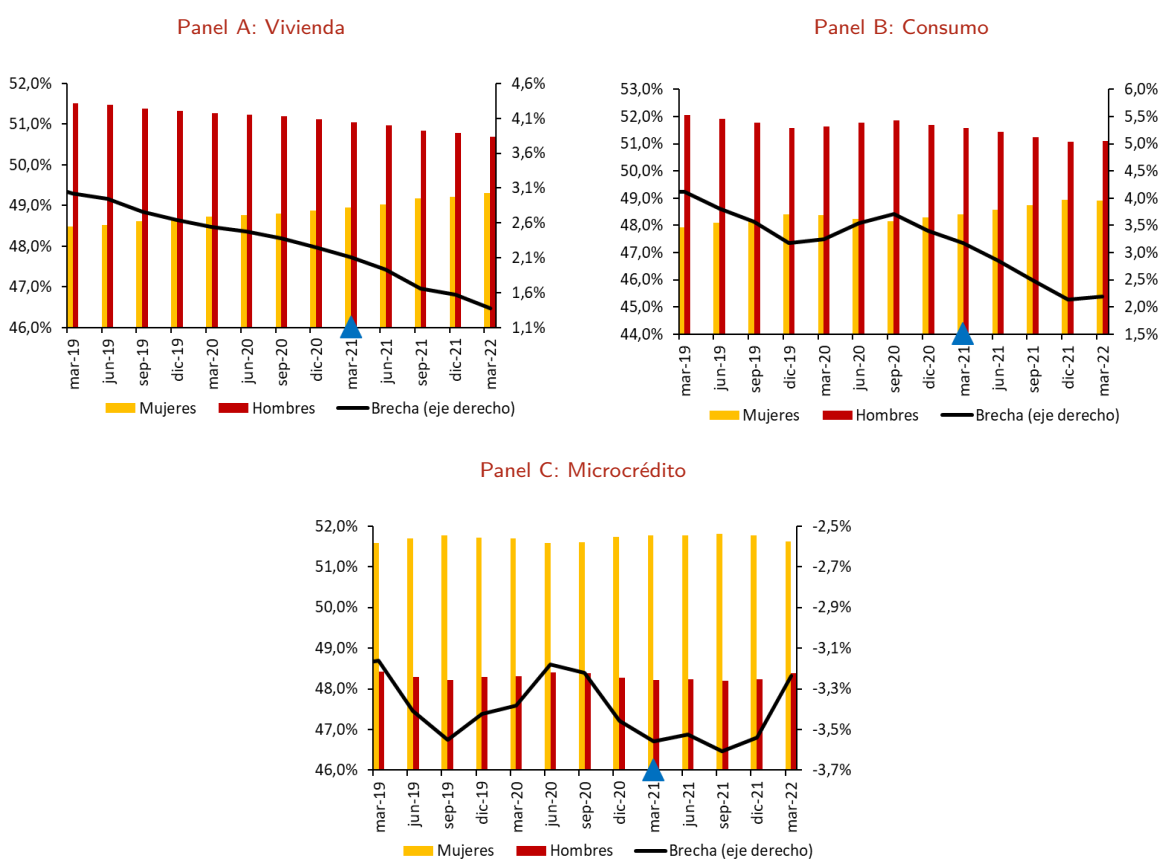 Panel A: Vivienda
52,0%
51,0%
50,0%
49,0%
48,0%
47,0%
46,0%
4,6%
4,1%
3,6%
3,1%
2,6%
2,1%
1,6%
1,1%
mar-19
jun-19
sep-19
dic-19
mar-20
jun-20
sep-20
dic-20
mar-21
jun-21
sep-21
dic-21
mar-22
Mujeres Hombres Brecha (eje derecho)
Panel B: Consumo
53,0%
52,0%
51,0%
50,0%
49,0%
48,0%
47,0%
46,0%
45,0%
44,0%
6,0%
5,5%
5,0%
4,5%
4,0%
3,5%
3,0%
2,5%
2,0%
1,5%
mar-19
jun-19
sep-19
dic-19
mar-20
jun-20
sep-20
dic-20
mar-21
jun-21
sep-21
dic-21
mar-22
Mujeres Hombres Brecha (eje derecho)
Panel C: Microcrédito
52,0%
51,0%
50,0%
49,0%
48,0%
47,0%
46,0%
-2,5%
-2,7%
-2,9%
-3,1%
-3,3%
-3,5%
-3,7%
mar-19
jun-19
sep-19
dic-19
mar-20
jun-20
sep-20
dic-20
mar-21
jun-21
sep-21
dic-21
mar-22
Mujeres Hombres Brecha (eje derecho)